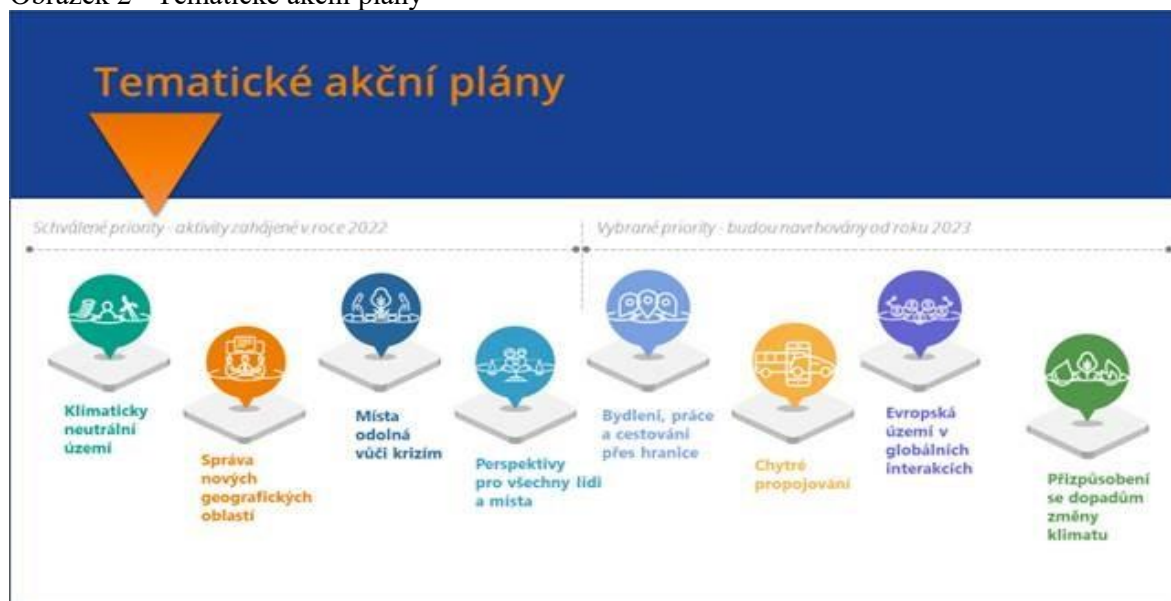 Obrázek 2 - Tematické akční plány
Tematické akční plány
Schválené priority - aktivity zahájené v roce 2022
Vybrané priority - budou navrhovány od roku 2023
Klimaticky
neutrální
území
Správa
nových
geografických
oblastí
Místa
odolná
vůči krizím
Perspektivy
pro všechny lidi
a místa
Bydlení, práce
a cestování
přes hranice
Chytré
propojování
Evropská
území v
globálních
interakcích
Přizpůsobení
se dopadům
změny
klimatu